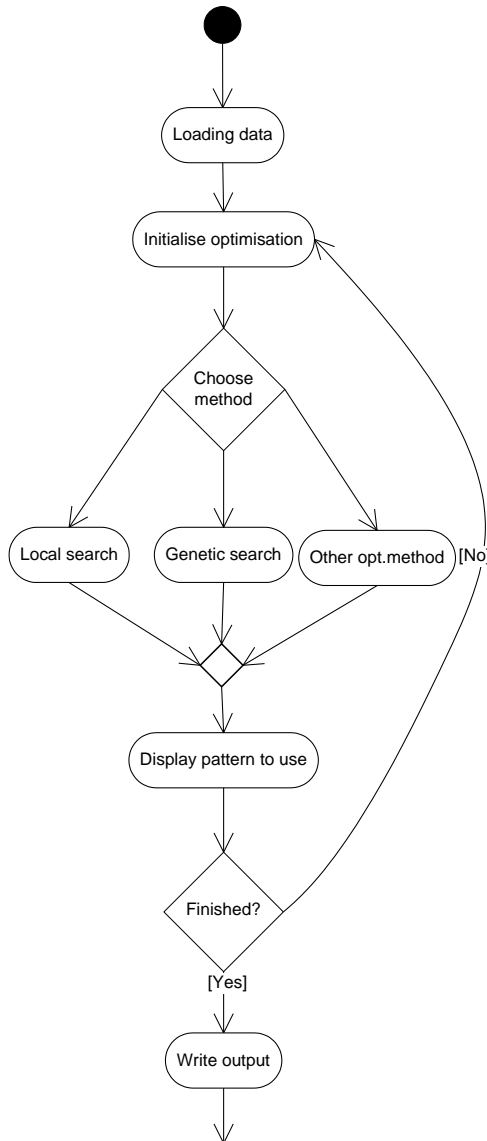 Loading data
Initialise optimisation
Choose
method
Local search
Genetic search
Other opt.method
[No]
Display pattern to use
Finished?
[Yes]
Write output